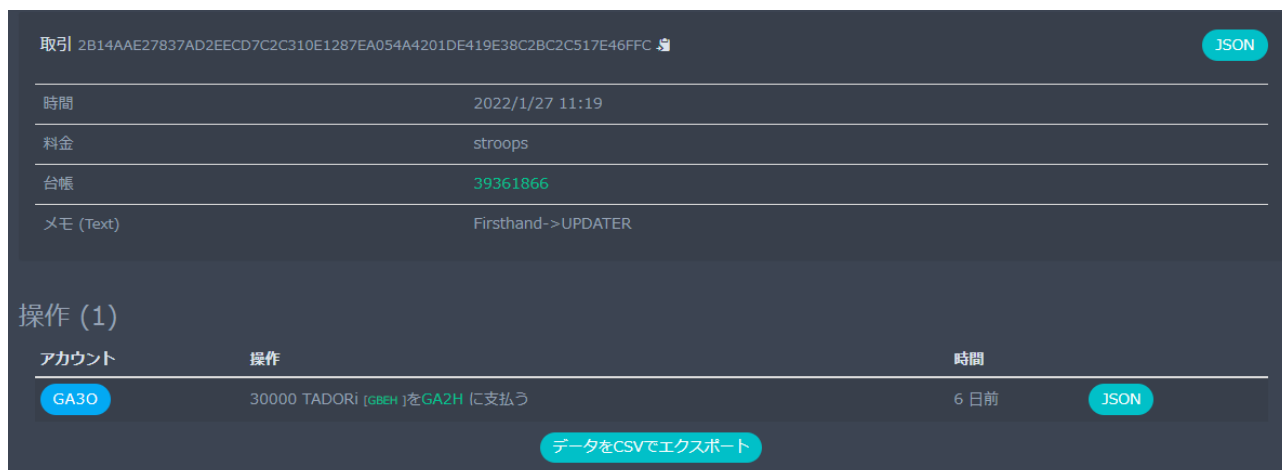 取引 2B14AAE27837AD2EECD7C2C310E1287EA054A4201DE419E38C2BC2C517E46FFC JSON
時間 2022/1/27 11:19
料金 stroops
台帳 39361866
メモ (Text) Firsthand->UPDATER
操作 (1)
アカウント 操作 時間
GA3O 30000 TADORi [GBEH ]をGA2H に支払う 6 日前 JSON
データをCSVでエクスポート